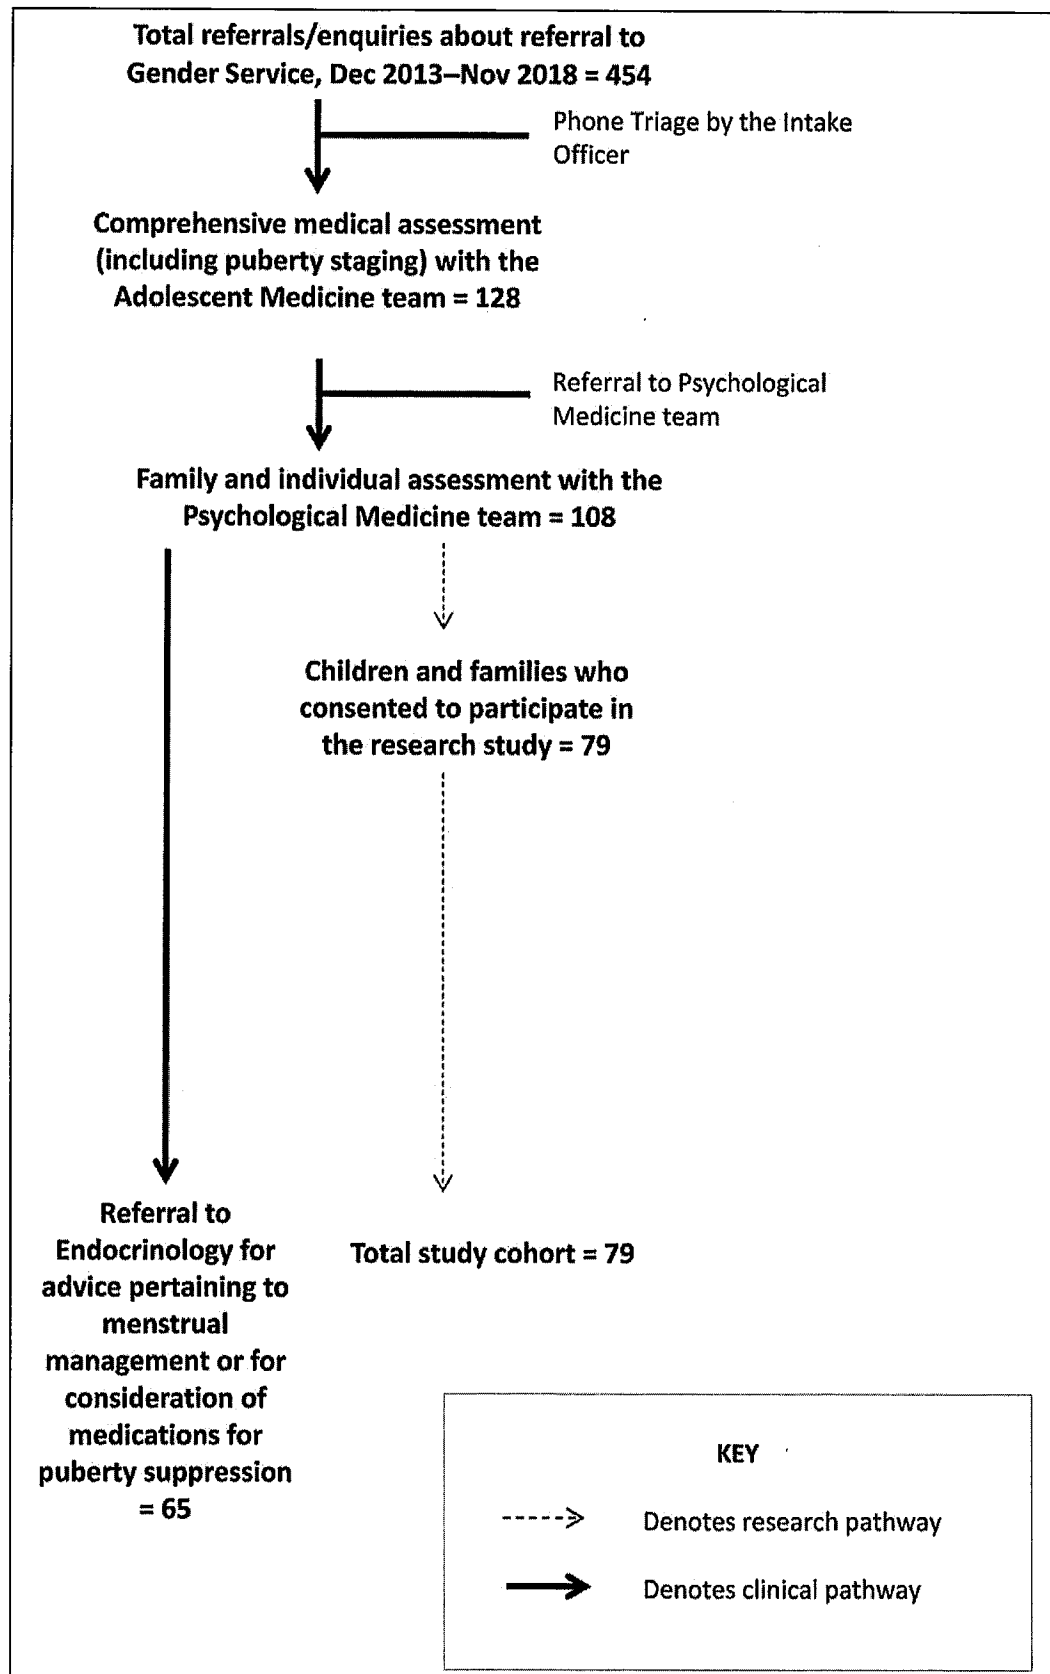 Total referrals/enquiries about referral to
Gender Service, Dec 2013–Nov 2018 = 454
Phone Triage by the Intake
Officer
Comprehensive medical assessment
(including puberty staging) with the
Adolescent Medicine team = 128
Referral to Psychological
Medicine team
Family and individual assessment with the
Psychological Medicine team = 108
Children and families who
consented to participate in
the research study = 79
Referral to
Endocrinology for
advice pertaining to
menstrual
management or for
consideration of
medications for
puberty suppression
= 65
Total study cohort = 79
KEY
Denotes research pathway
Denotes clinical pathway